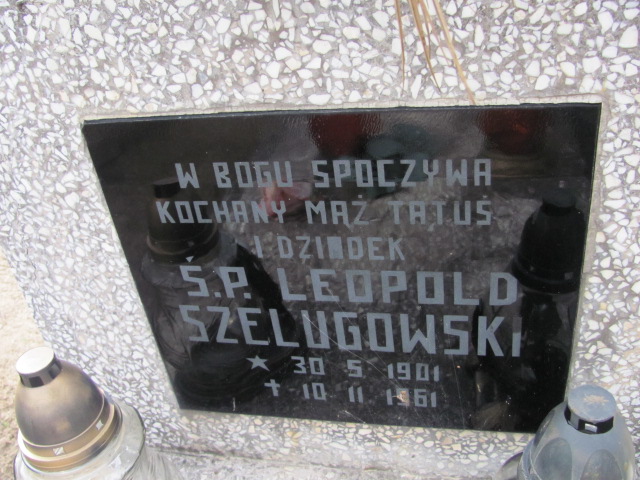 W BOGU SPOCZYWA
KOCHANY MĄŻ TATUŚ
I DZIADEK
Ś.P. LEOPOLD
SZELUGOWSKI
★ 30 5 1901
✝ 10 11 1961